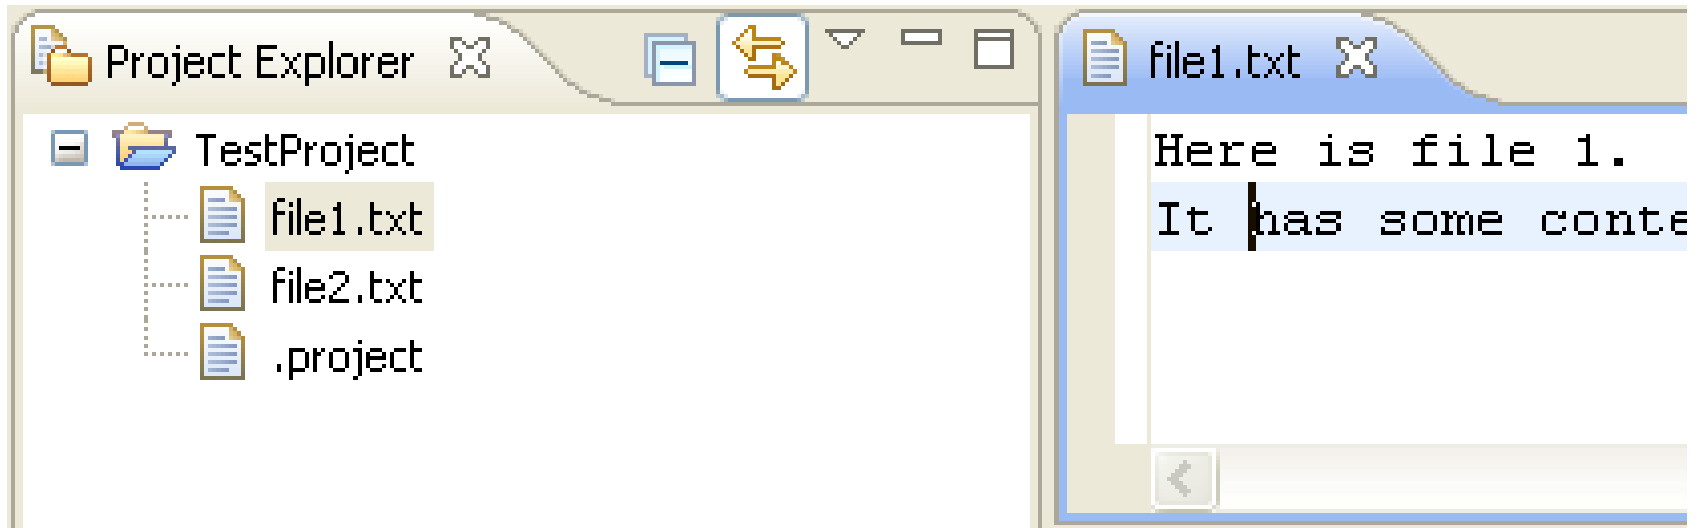 Project Explorer
TestProject
file1.txt
file2.txt
.project
file1.txt
Here is file 1.
It has some conte